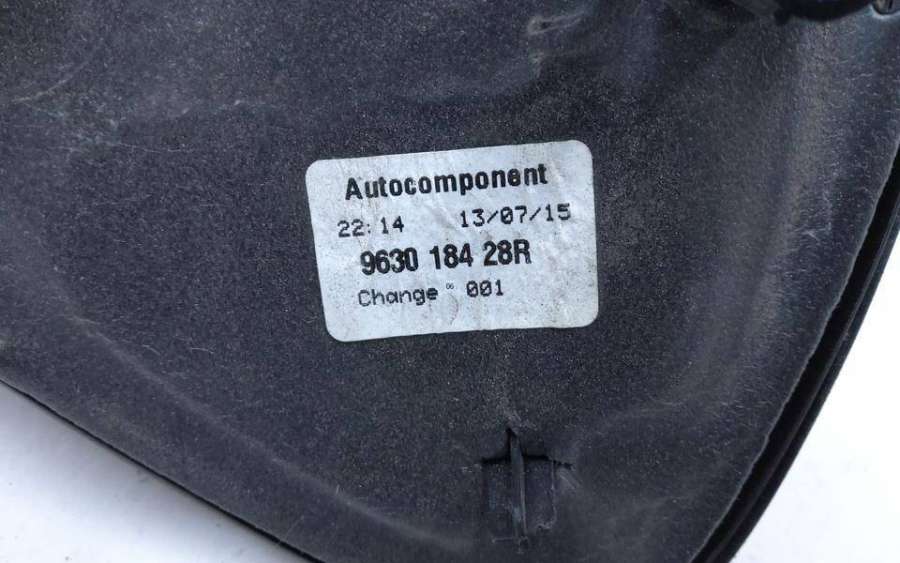 Autocomponent
22:14 13/07/15
9630 184 28R
Change 001